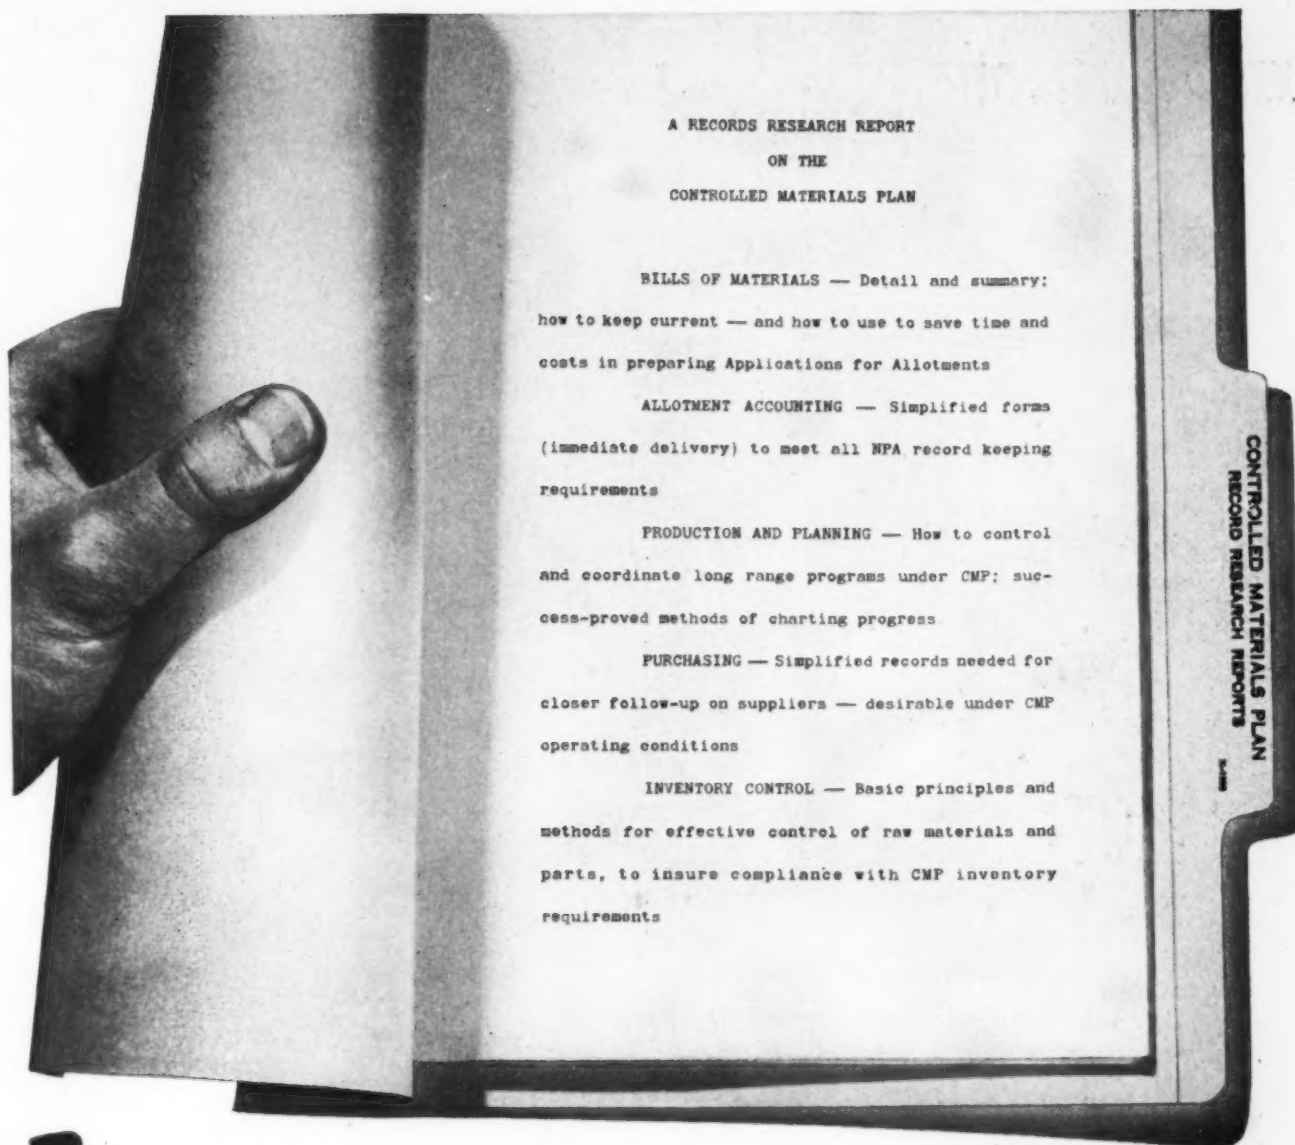 A RECORDS RESEARCH REPORT
ON THE
CONTROLLED MATERIALS PLAN
BILLS OF MATERIALS — Detail and summary;
how to keep current — and how to use to save time and
costs in preparing Applications for Allotments
ALLOTMENT ACCOUNTING — Simplified forms
(immediate delivery) to meet all NPA record keeping
requirements
PRODUCTION AND PLANNING — How to control
and coordinate long range programs under CMP; suc-
cess-proved methods of charting progress
PURCHASING — Simplified records needed for
closer follow-up on suppliers — desirable under CMP
operating conditions
INVENTORY CONTROL — Basic principles and
methods for effective control of raw materials and
parts, to insure compliance with CMP inventory
requirements
CONTROLLED MATERIALS PLAN
RECORD RESEARCH REPORTS